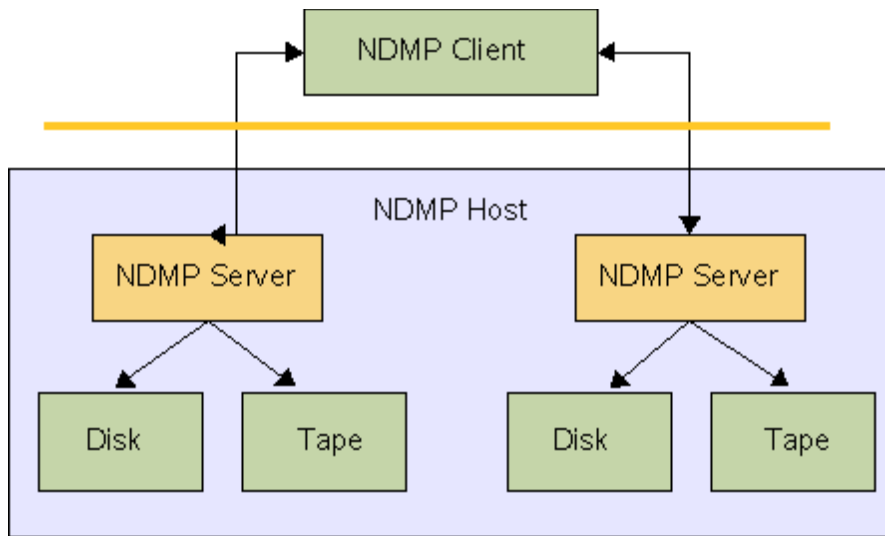 NDMP Client
NDMP Host
NDMP Server
NDMP Server
Disk
Tape
Disk
Tape